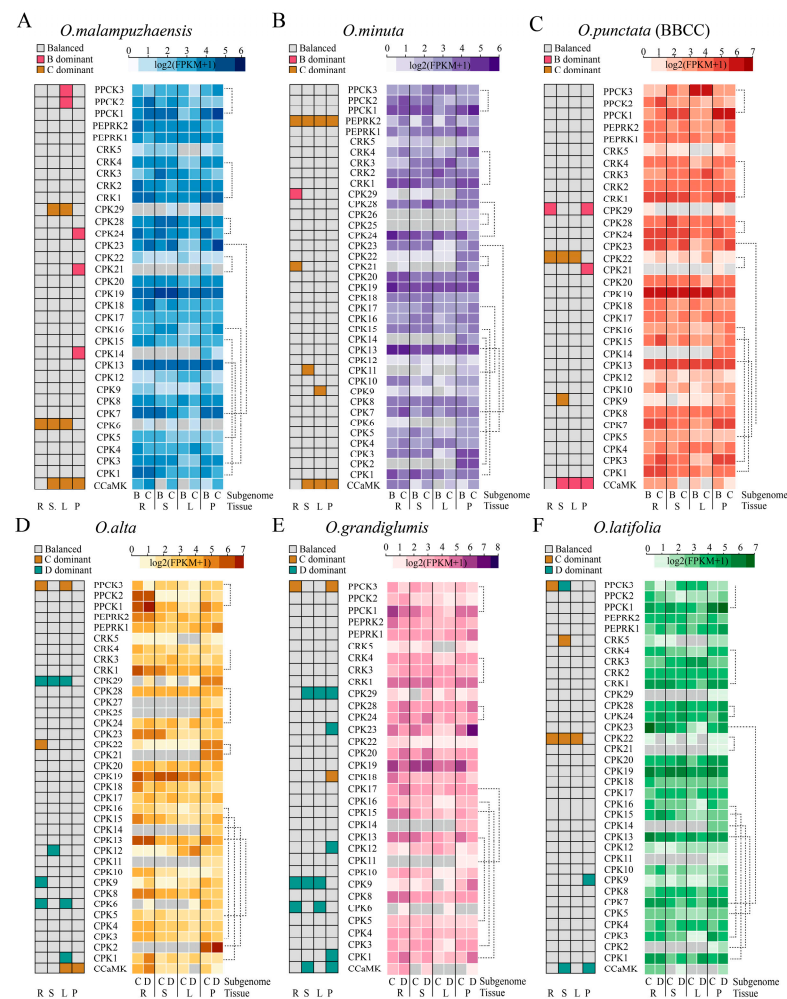 A O.malampuzhaensis
Balanced
B dominant
C dominant
0 1 2 3 4 5 6
log2(FPKM+1)
PPCK3
PPCK2
PPCK1
PEPRK2
PEPRK1
CRK5
CRK4
CRK3
CRK2
CRK1
CPK29
CPK28
CPK24
CPK23
CPK22
CPK21
CPK20
CPK19
CPK18
CPK17
CPK16
CPK15
CPK14
CPK13
CPK12
CPK9
CPK8
CPK7
CPK6
CPK5
CPK4
CPK3
CPK1
CCaMK
B C B C B C B C Subgenome
R S L P R S L P Tissue
B O.minuta
Balanced
B dominant
C dominant
0 1 2 3 4 5 6
log2(FPKM+1)
PPCK3
PPCK2
PPCK1
PEPRK2
PEPRK1
CRK5
CRK4
CRK3
CRK2
CRK1
CPK29
CPK28
CPK26
CPK25
CPK24
CPK23
CPK22
CPK21
CPK20
CPK19
CPK18
CPK17
CPK16
CPK15
CPK14
CPK13
CPK12
CPK11
CPK10
CPK9
CPK8
CPK7
CPK6
CPK5
CPK4
CPK3
CPK2
CPK1
CCaMK
B C B C B C B C Subgenome
R S L P R S L P Tissue
C O.punctata (BBCC)
Balanced
B dominant
C dominant
0 1 2 3 4 5 6 7
log2(FPKM+1)
PPCK3
PPCK2
PPCK1
PEPRK2
PEPRK1
CRK5
CRK4
CRK3
CRK2
CRK1
CPK29
CPK28
CPK24
CPK23
CPK22
CPK21
CPK20
CPK19
CPK18
CPK17
CPK16
CPK15
CPK14
CPK13
CPK12
CPK10
CPK9
CPK8
CPK7
CPK5
CPK4
CPK3
CPK1
CCaMK
B C B C B C B C Subgenome
R S L P R S L P Tissue
D O.alta
Balanced
C dominant
D dominant
0 1 2 3 4 5 6 7
log2(FPKM+1)
PPCK3
PPCK2
PPCK1
PEPRK2
PEPRK1
CRK5
CRK4
CRK3
CRK1
CPK29
CPK28
CPK27
CPK25
CPK24
CPK23
CPK22
CPK21
CPK20
CPK19
CPK18
CPK17
CPK16
CPK15
CPK14
CPK13
CPK12
CPK11
CPK10
CPK9
CPK8
CPK6
CPK5
CPK4
CPK3
CPK2
CPK1
CCaMK
C D C D C D C D Subgenome
R S L P R S L P Tissue
E O.grandiglumis
Balanced
C dominant
D dominant
0 1 2 3 4 5 6 7 8
log2(FPKM+1)
PPCK3
PPCK2
PPCK1
PEPRK2
PEPRK1
CRK5
CRK4
CRK3
CRK1
CPK29
CPK28
CPK24
CPK23
CPK22
CPK20
CPK19
CPK18
CPK17
CPK16
CPK15
CPK14
CPK13
CPK12
CPK11
CPK10
CPK9
CPK8
CPK6
CPK5
CPK4
CPK3
CPK1
CCaMK
C D C D C D C D Subgenome
R S L P R S L P Tissue
F O.latifolia
Balanced
C dominant
D dominant
0 1 2 3 4 5 6 7
log2(FPKM+1)
PPCK3
PPCK2
PPCK1
PEPRK2
PEPRK1
CRK5
CRK4
CRK3
CRK2
CRK1
CPK29
CPK28
CPK24
CPK23
CPK22
CPK21
CPK20
CPK19
CPK18
CPK17
CPK16
CPK15
CPK14
CPK13
CPK12
CPK11
CPK10
CPK9
CPK8
CPK7
CPK5
CPK4
CPK3
CPK2
CPK1
CCaMK
C D C D C D C D Subgenome
R S L P R S L P Tissue